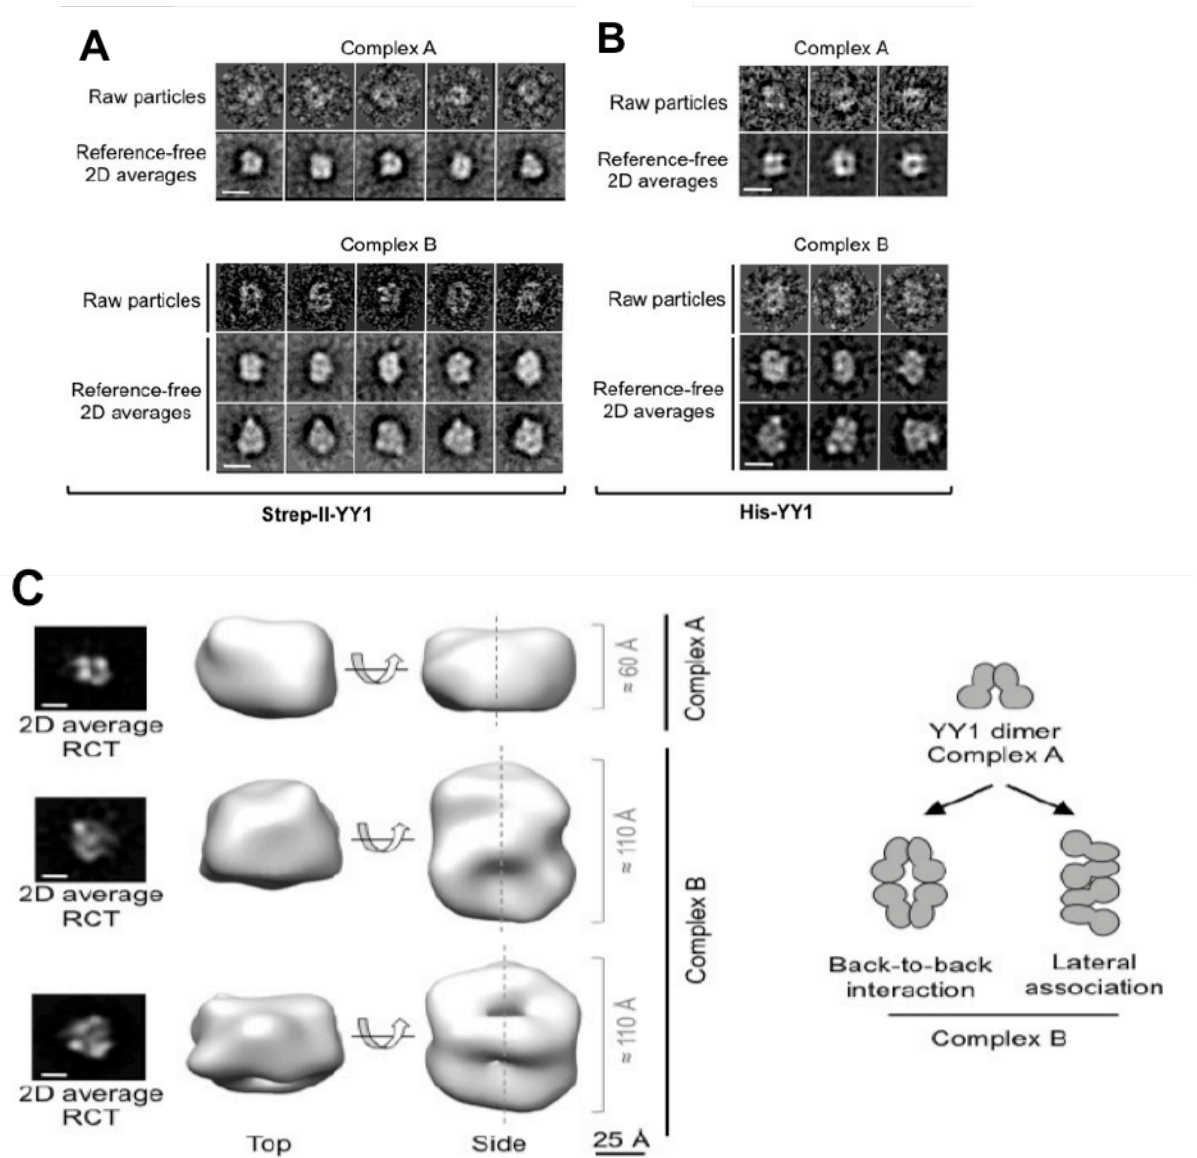 A
Complex A
Raw particles
Reference-free
2D averages
Complex B
Raw particles
Reference-free
2D averages
Strep-II-YY1
B
Complex A
Raw particles
Reference-free
2D averages
Complex B
Raw particles
Reference-free
2D averages
His-YY1
C
2D average
RCT
≈ 60 Å
Complex A
2D average
RCT
≈ 110 Å
Complex B
2D average
RCT
≈ 110 Å
Top
Side
25 Å
YY1 dimer
Complex A
Back-to-back
interaction
Lateral
association
Complex B